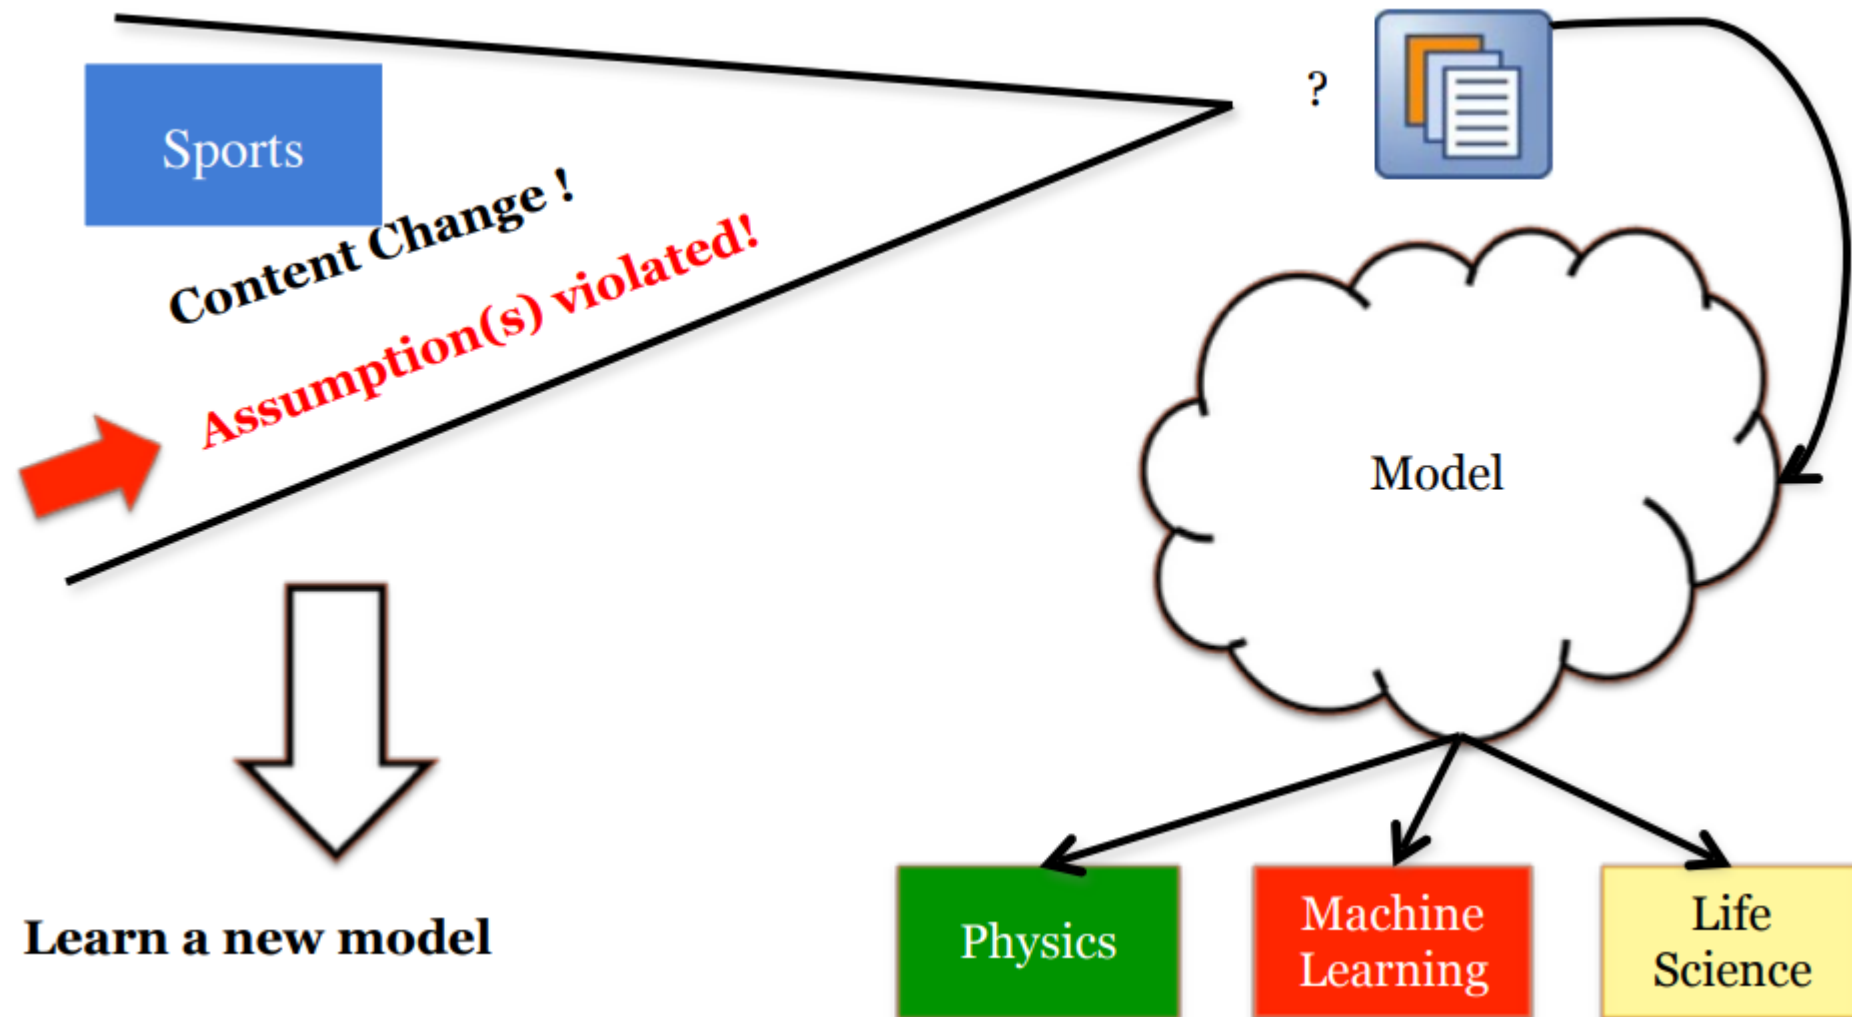 ?
Sports
Content Change !
Assumption(s) violated!
Model
Learn a new model
Physics
Machine
Learning
Life
Science